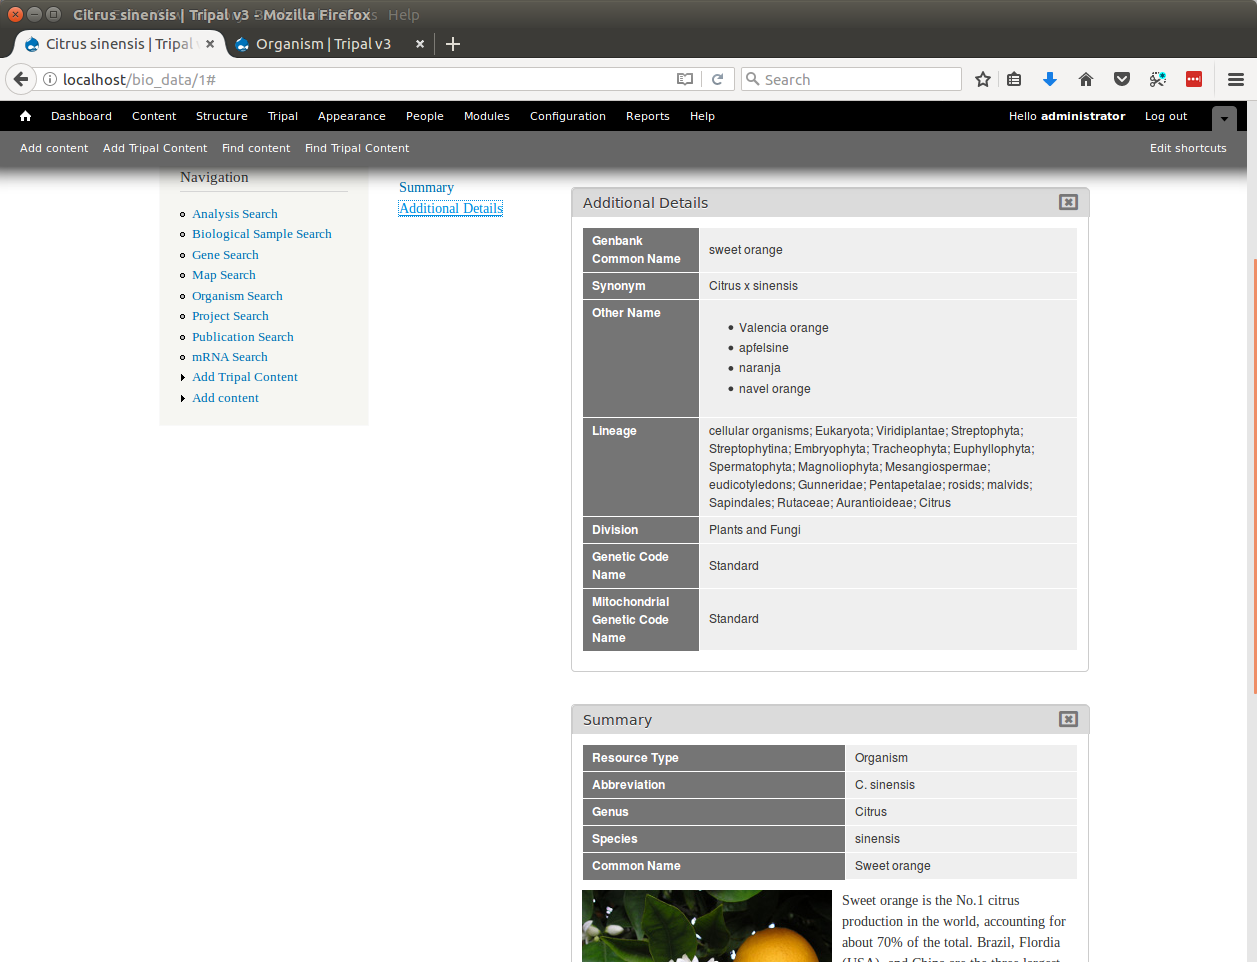 Citrus sinensis | Tripal v3 - Mozilla Firefox
Help
Citrus sinensis | Tripal
Organism | Tripal v3
localhost/bio_data/1#
Search
Dashboard Content Structure Tripal Appearance People Modules Configuration Reports Help
Hello administrator Log out
Add content Add Tripal Content Find content Find Tripal Content
Edit shortcuts
Navigation
Analysis Search
Biological Sample Search
Gene Search
Map Search
Organism Search
Project Search
Publication Search
mRNA Search
Add Tripal Content
Add content
Summary
Additional Details
Additional Details
Genbank
Common Name
sweet orange
Synonym
Citrus x sinensis
Other Name
Valencia orange
apfelsine
naranja
navel orange
Lineage
cellular organisms; Eukaryota; Viridiplantae; Streptophyta;
Streptophytina; Embryophyta; Tracheophyta; Euphyllophyta;
Spermatophyta; Magnoliophyta; Mesangiospermae;
eudicotyledons; Gunneridae; Pentapetalae; rosids; malvids;
Sapindales; Rutaceae; Aurantioideae; Citrus
Division
Plants and Fungi
Genetic Code
Name
Standard
Mitochondrial
Genetic Code
Name
Standard
Summary
Resource Type
Organism
Abbreviation
C. sinensis
Genus
Citrus
Species
sinensis
Common Name
Sweet orange
Sweet orange is the No.1 citrus
production in the world, accounting for
about 70% of the total. Brazil, Flordia
(USA), and China are the three largest